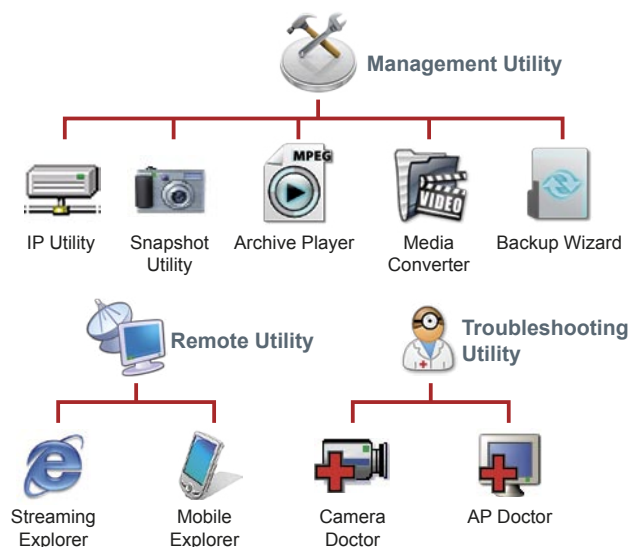 Management Utility
MPEG
VIDEO
IP Utility
Snapshot
Utility
Archive Player
Media
Converter
Backup Wizard
Remote Utility
Troubleshooting
Utility
Streaming
Explorer
Mobile
Explorer
Camera
Doctor
AP Doctor